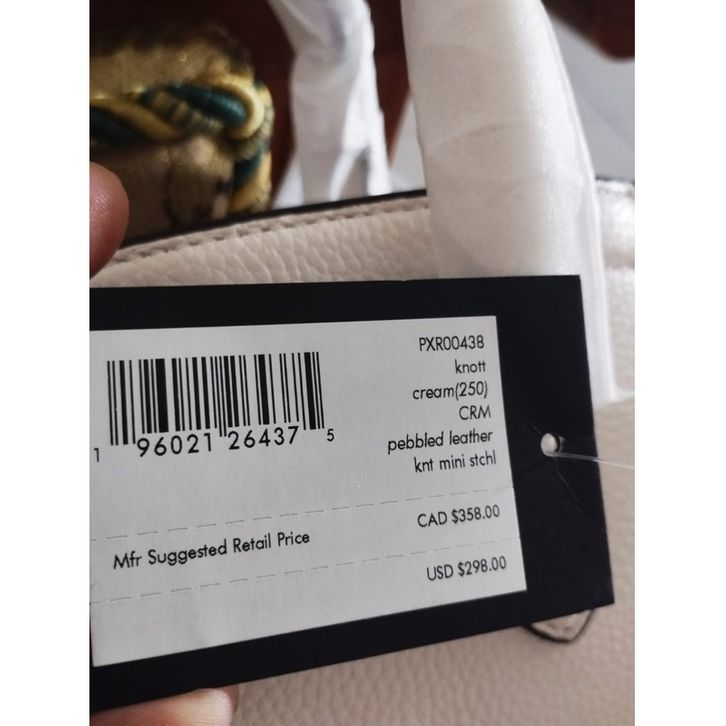 PXR00438
knott
cream(250)
CRM
pebbled leather
knt mini stchl
1 96021 26437 5
CAD $358.00
Mfr Suggested Retail Price
USD $298.00